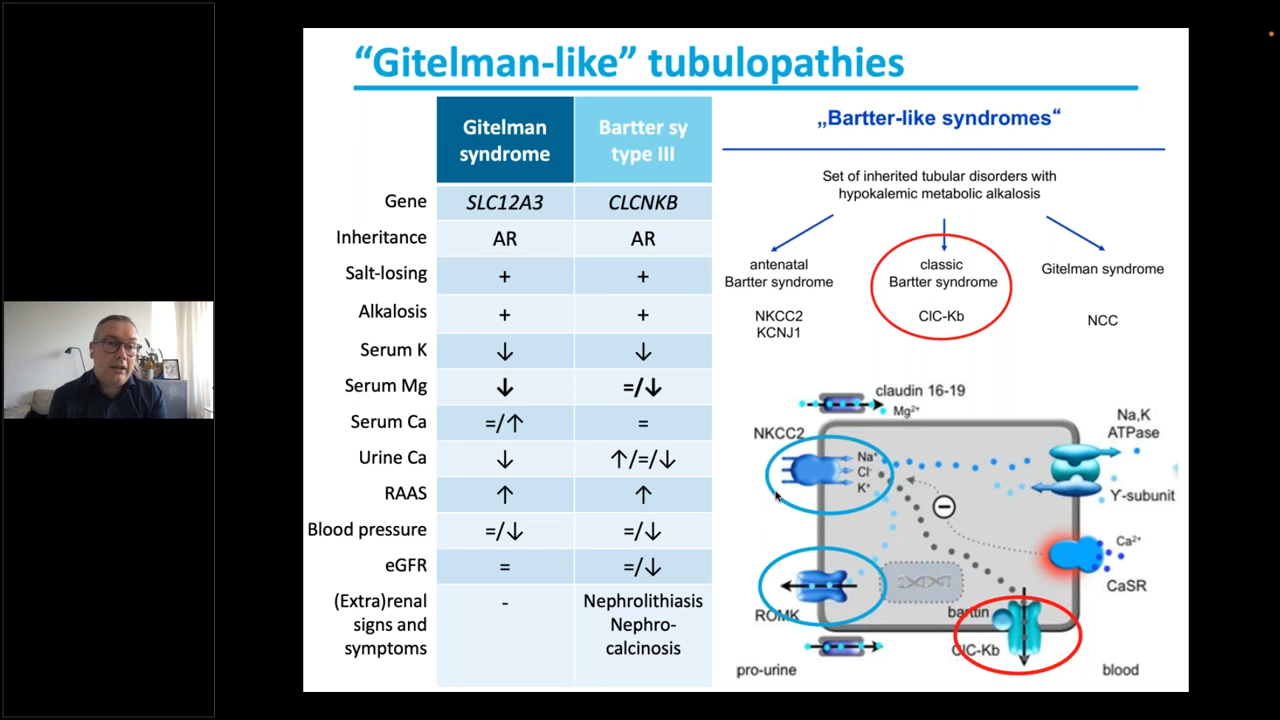 “Gitelman-like” tubulopathies
Gitelman syndrome
Bartter sy type III
Gene SLC12A3 CLCNKB
Inheritance AR AR
Salt-losing + +
Alkalosis + +
Serum K ↓ ↓
Serum Mg ↓ =/↓
Serum Ca =/↑ =
Urine Ca ↓ ↑/=/↓
RAAS ↑ ↑
Blood pressure =/↓ =/↓
eGFR = =/↓
(Extra)renal signs and symptoms - Nephrolithiasis Nephro-calcinosis
„Bartter-like syndromes“
Set of inherited tubular disorders with
hypokalemic metabolic alkalosis
antenatal
Bartter syndrome
NKCC2
KCNJ1
classic
Bartter syndrome
ClC-Kb
Gitelman syndrome
NCC
claudin 16-19
Mg²⁺
NKCC2
Na⁺
Cl⁻
K⁺
Na,K
ATPase
ϒ-subunit
Ca²⁺
CaSR
ROMK
barttin
ClC-Kb
pro-urine
blood